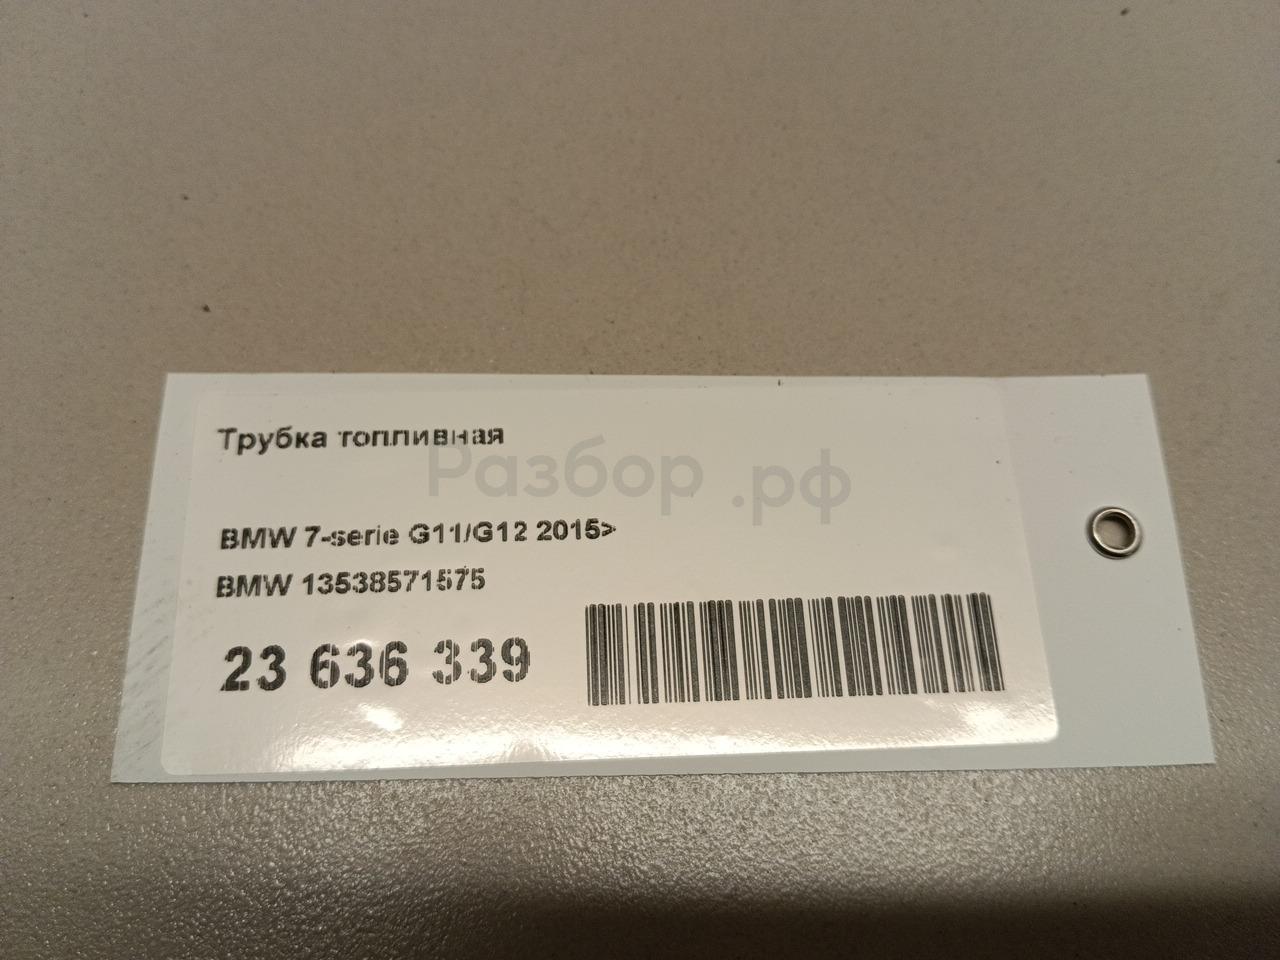 Трубка топливная
Разбор.рф
BMW 7-serie G11/G12 2015>
BMW 13538571575
23 636 339